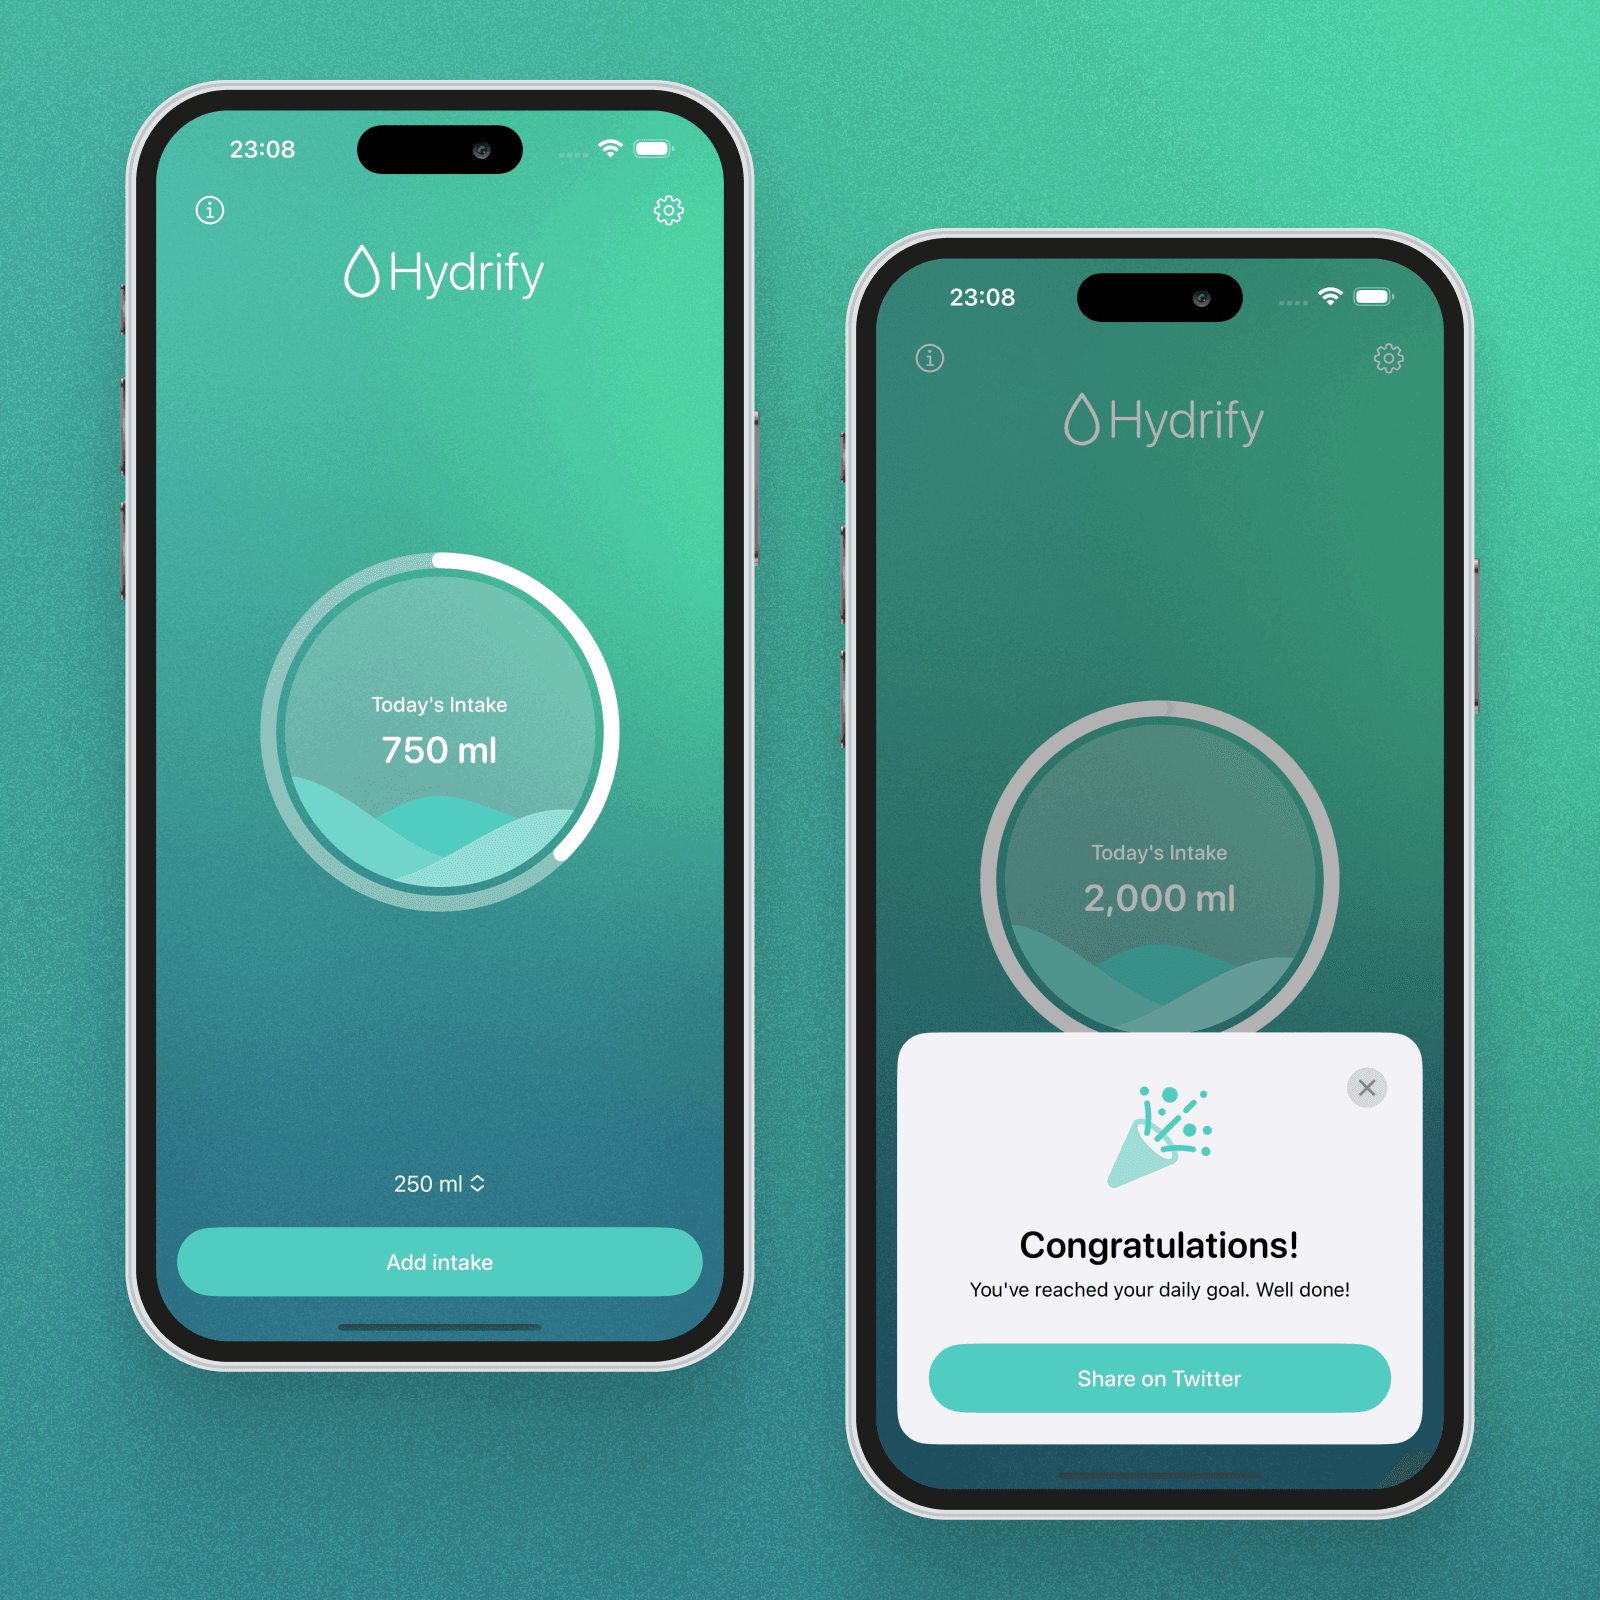 23:08
Hydrify
Today's Intake
750 ml
250 ml
Add intake
23:08
Hydrify
Today's Intake
2,000 ml
Congratulations!
You've reached your daily goal. Well done!
Share on Twitter